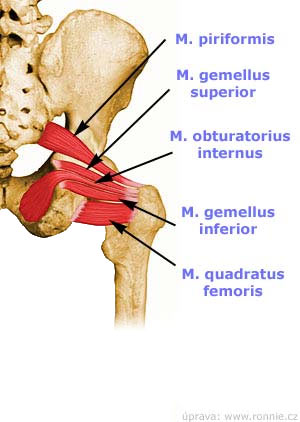 M. piriformis
M. gemellus
superior
M. obturatorius
internus
M. gemellus
inferior
M. quadratus
femoris
úprava: www.ronnie.cz